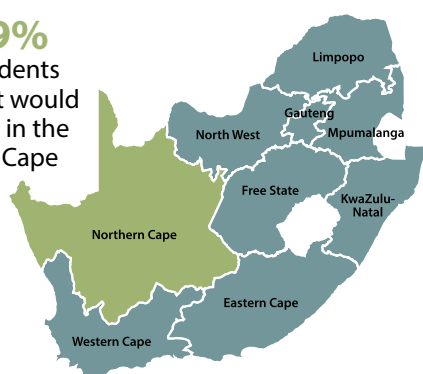 9%
dents
t would
in the
Cape
Limpopo
Gauteng
Mpumalanga
North West
Free State
KwaZulu-
Natal
Northern Cape
Eastern Cape
Western Cape